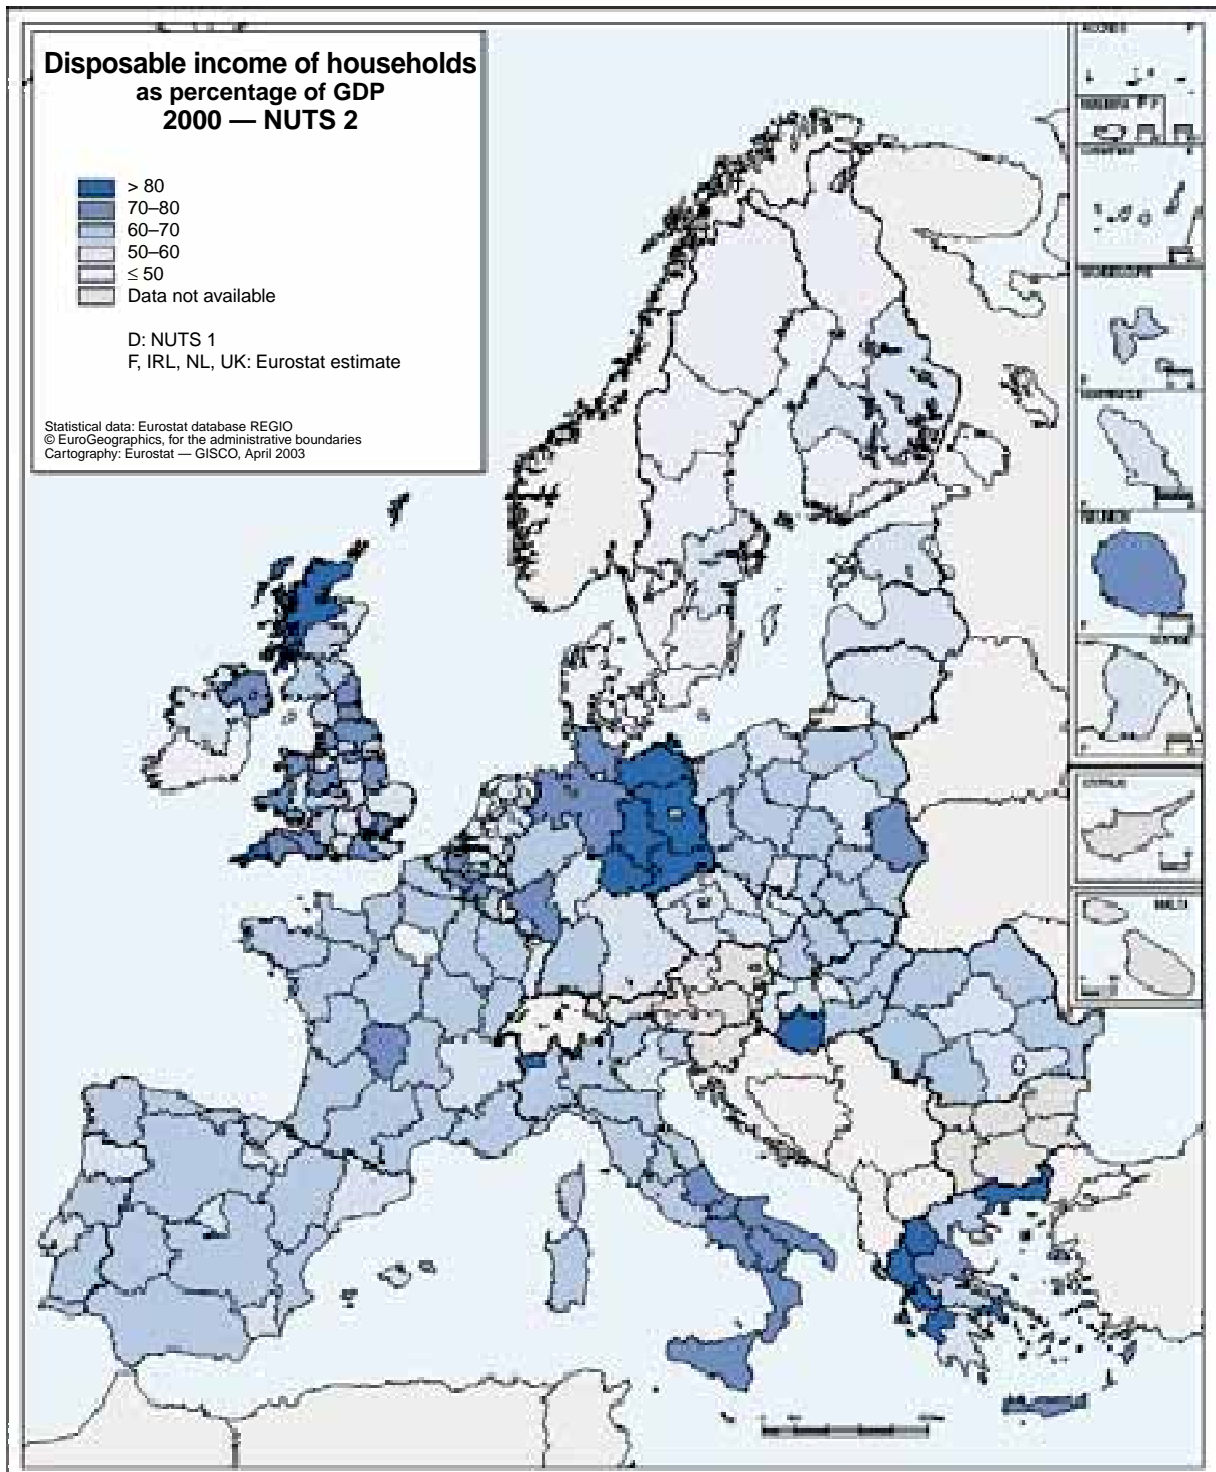 Disposable income of households
as percentage of GDP
2000 — NUTS 2
> 80
70–80
60–70
50–60
≤ 50
Data not available
D: NUTS 1
F, IRL, NL, UK: Eurostat estimate
Statistical data: Eurostat database REGIO
© EuroGeographics, for the administrative boundaries
Cartography: Eurostat — GISCO, April 2003